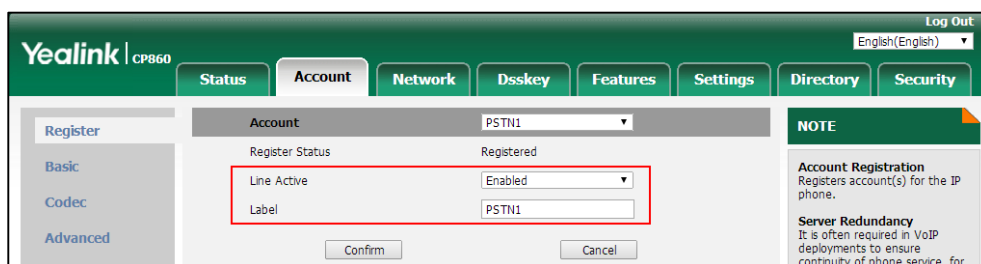 Log Out
Yealink CP860
English(English)
Status Account Network Dsskey Features Settings Directory Security
Register
Basic
Codec
Advanced
Account PSTN1
Register Status Registered
Line Active Enabled
Label PSTN1
Confirm Cancel
NOTE
Account Registration
Registers account(s) for the IP
phone.
Server Redundancy
It is often required in VoIP
deployments to ensure
continuity of phone service, for